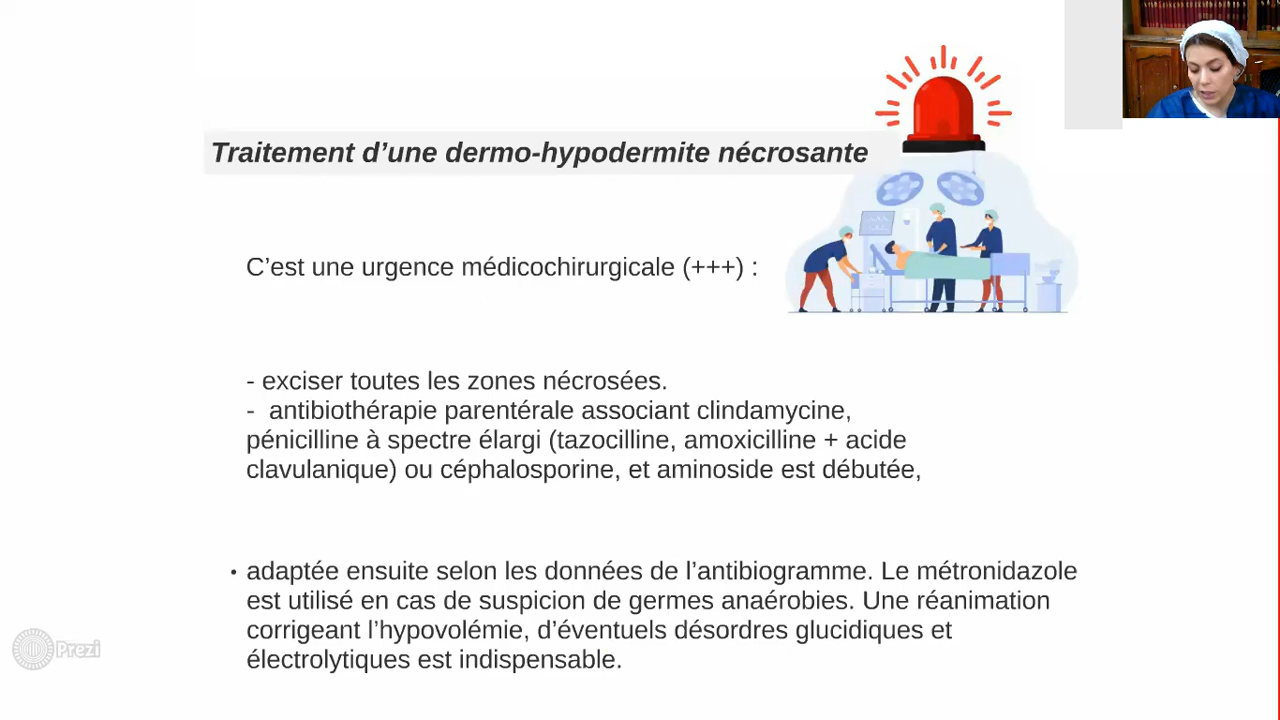 Traitement d’une dermo-hypodermite nécrosante
C’est une urgence médicochirurgicale (+++) :
- exciser toutes les zones nécrosées.
- antibiothérapie parentérale associant clindamycine,
pénicilline à spectre élargi (tazocilline, amoxicilline + acide
clavulanique) ou céphalosporine, et aminoside est débutée,
• adaptée ensuite selon les données de l’antibiogramme. Le métronidazole
est utilisé en cas de suspicion de germes anaérobies. Une réanimation
corrigeant l’hypovolémie, d’éventuels désordres glucidiques et
électrolytiques est indispensable.
Prezi